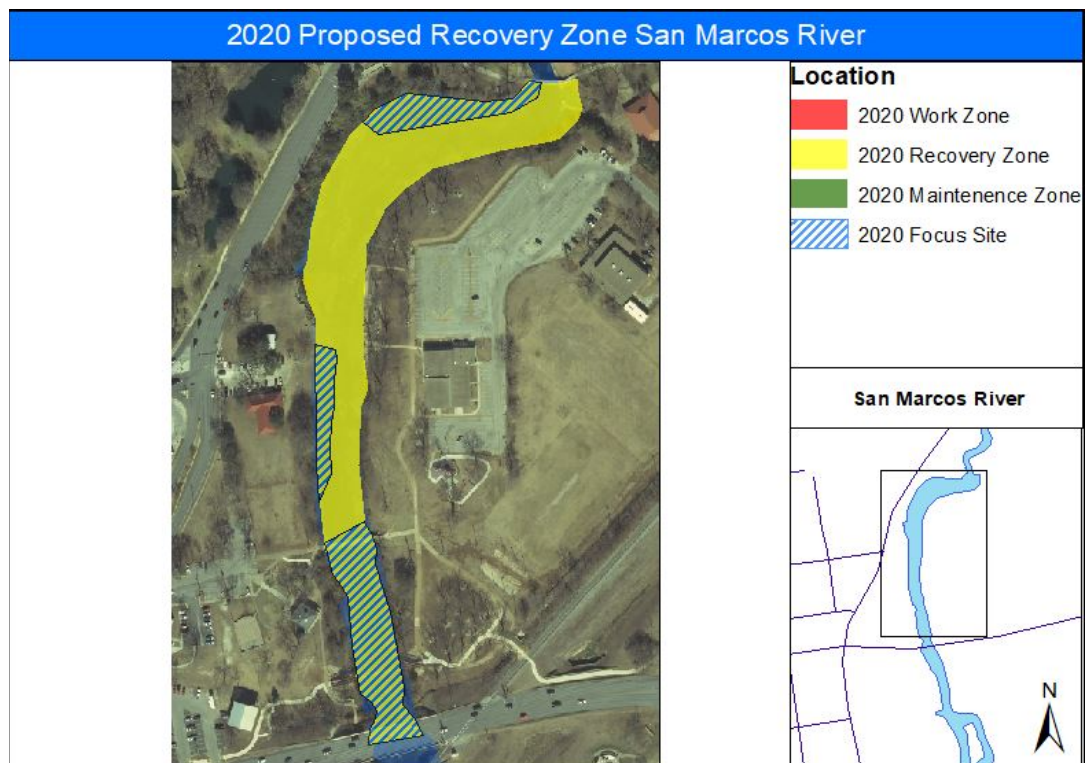 2020 Proposed Recovery Zone San Marcos River
Location
2020 Work Zone
2020 Recovery Zone
2020 Maintenence Zone
2020 Focus Site
San Marcos River
N